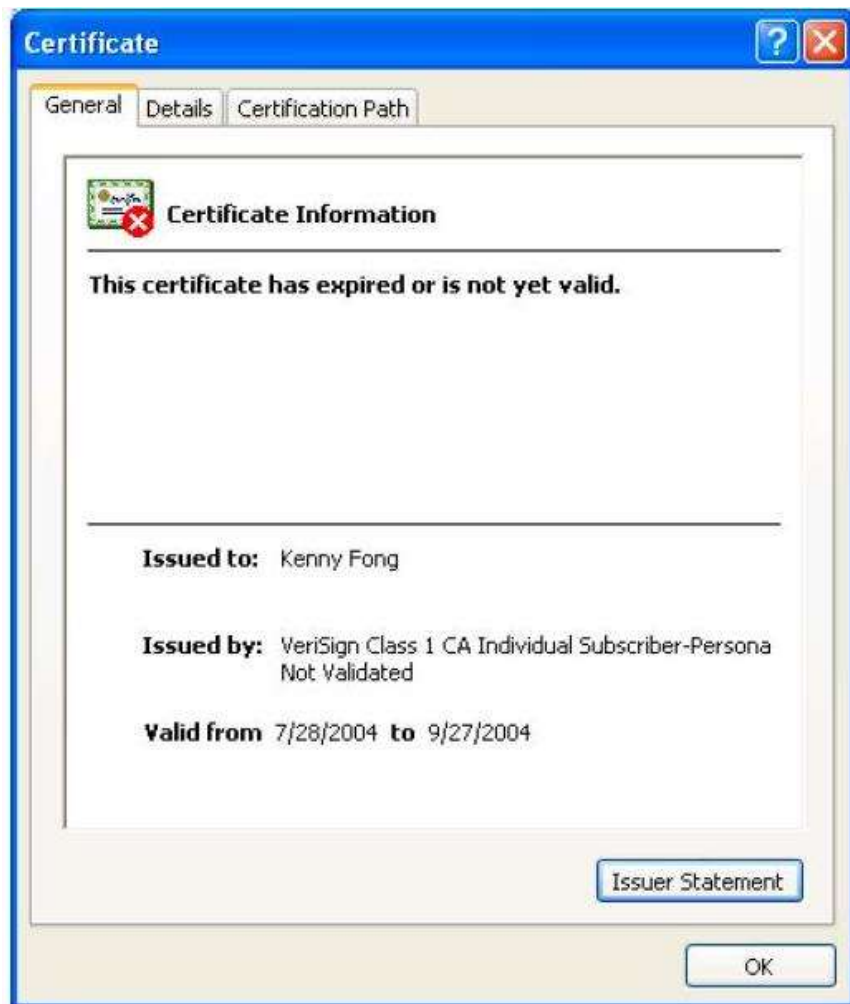 Certificate
General Details Certification Path
Certificate Information
This certificate has expired or is not yet valid.
Issued to: Kenny Fong
Issued by: VeriSign Class 1 CA Individual Subscriber-Persona
Not Validated
Valid from 7/28/2004 to 9/27/2004
Issuer Statement
OK